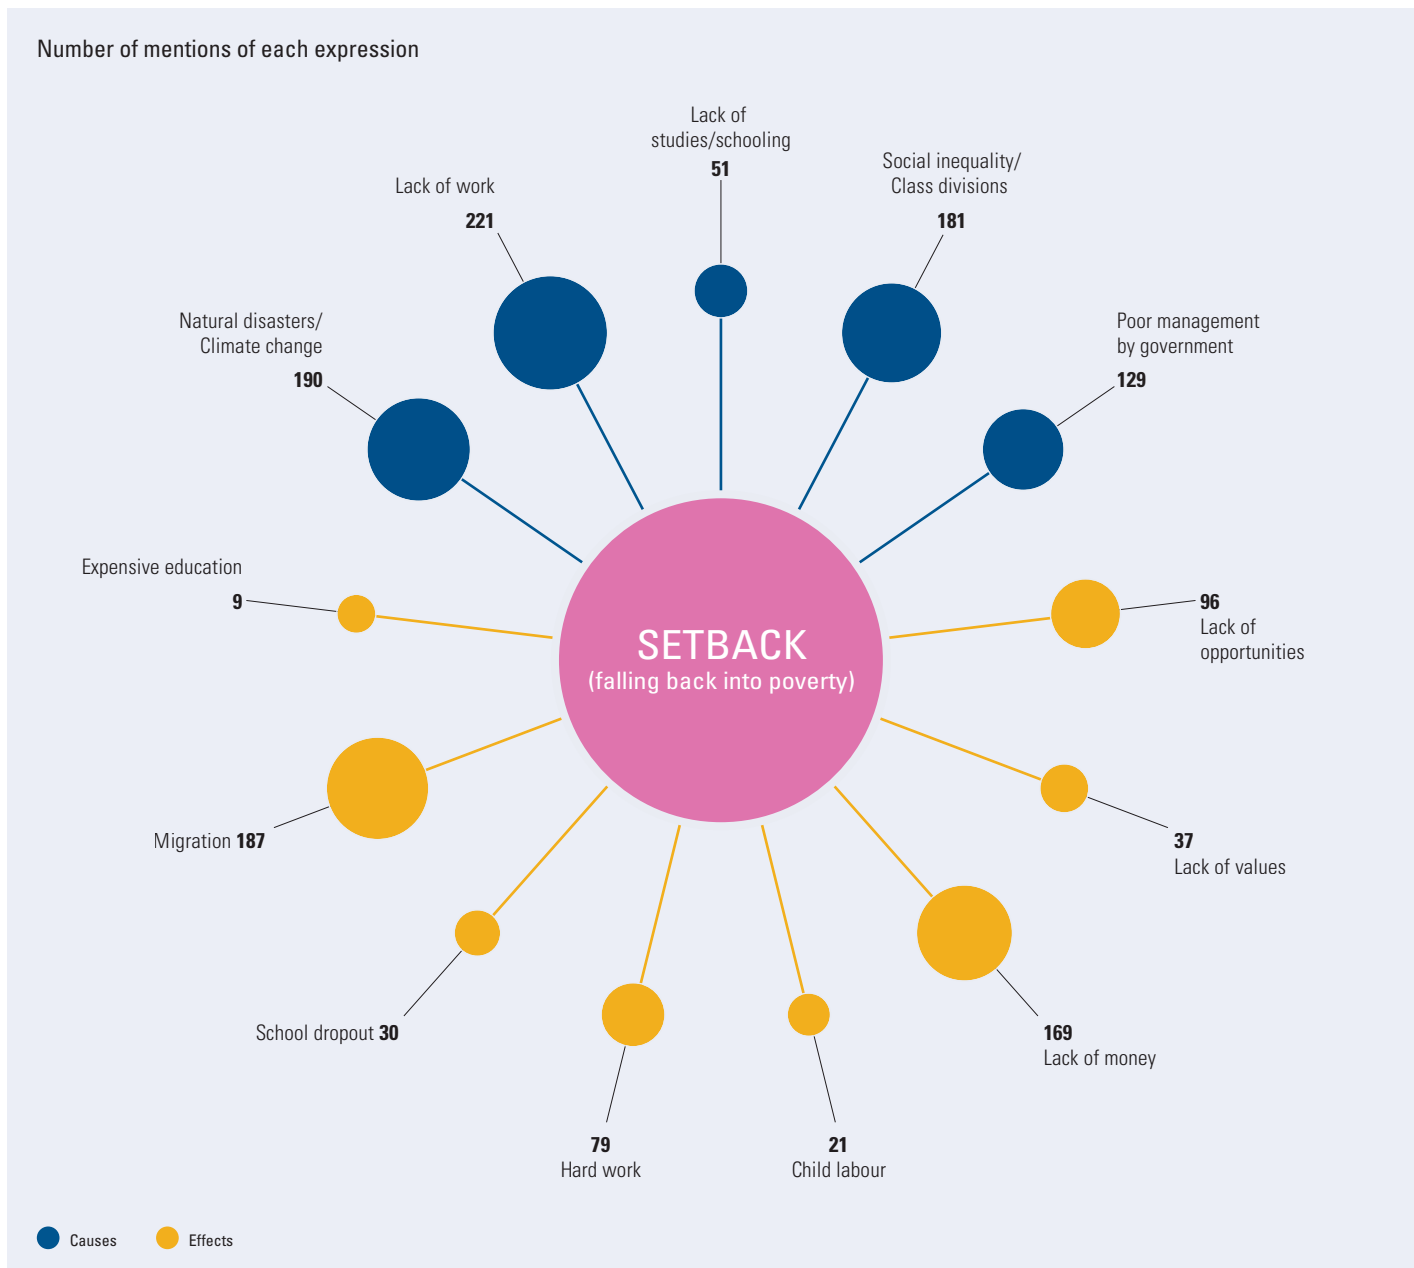 Number of mentions of each expression
Lack of
studies/schooling
51
Social inequality/
Class divisions
181
Lack of work
221
Natural disasters/
Climate change
190
Poor management
by government
129
Expensive education
9
96
Lack of
opportunities
SETBACK
(falling back into poverty)
Migration 187
37
Lack of values
School dropout 30
169
Lack of money
79
Hard work
21
Child labour
Causes
Effects